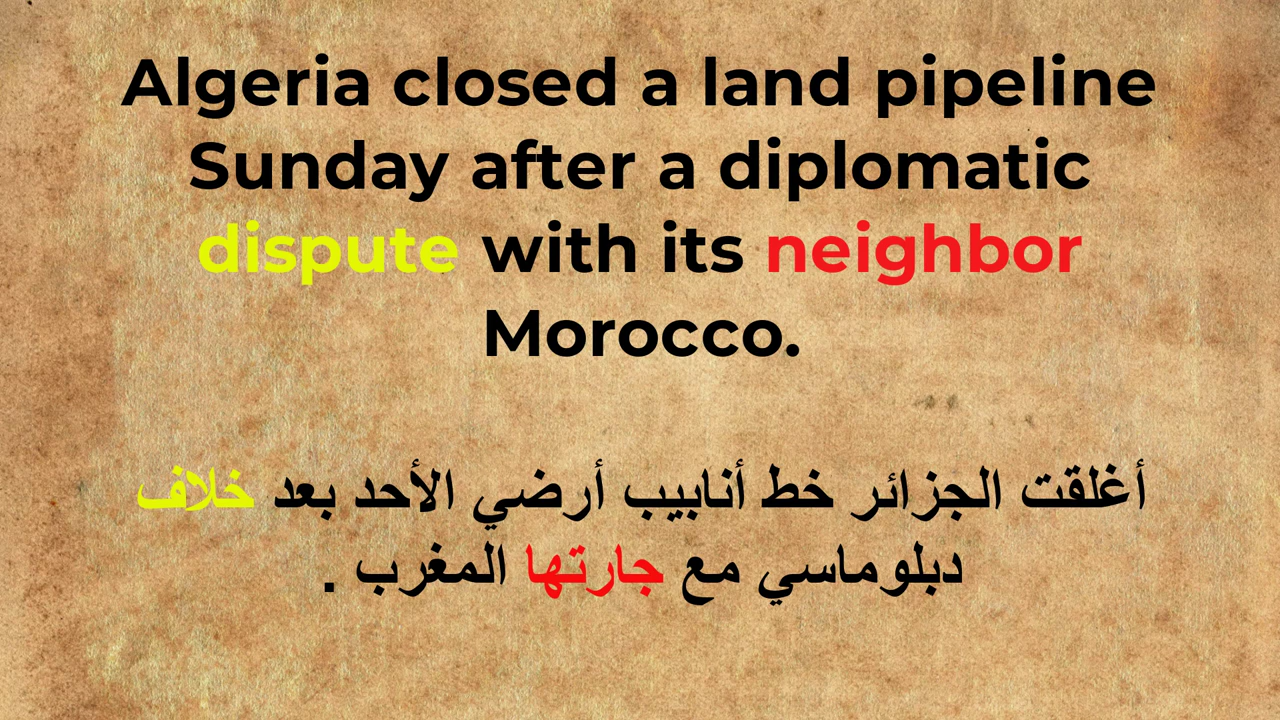 Algeria closed a land pipeline
Sunday after a diplomatic
dispute with its neighbor
Morocco.
أغلقت الجزائر خط أنابيب أرضي الأحد بعد خلاف
دبلوماسي مع جارتها المغرب .